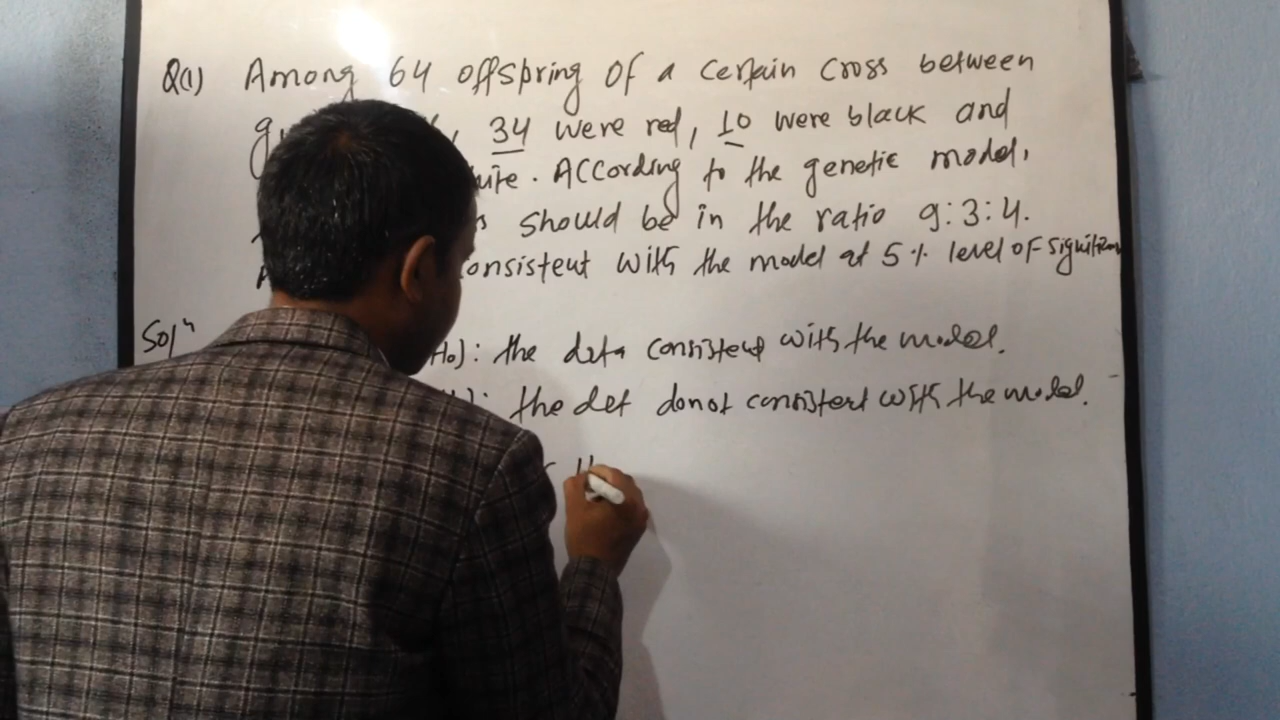 Q(1) Among 64 offspring of a certain cross between
34 were red, 10 were black and
According to the genetic model,
should be in the ratio 9:3:4.
consistent with the model at 5% level of
Sol
H₀): the data consistent with the model.
the det donot consistent with the model.